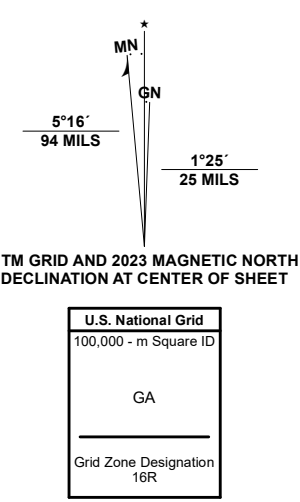 MN
GN
5°16´
94 MILS
1°25´
25 MILS
TM GRID AND 2023 MAGNETIC NORTH
DECLINATION AT CENTER OF SHEET
U.S. National Grid
100,000 - m Square ID
GA
Grid Zone Designation
16R